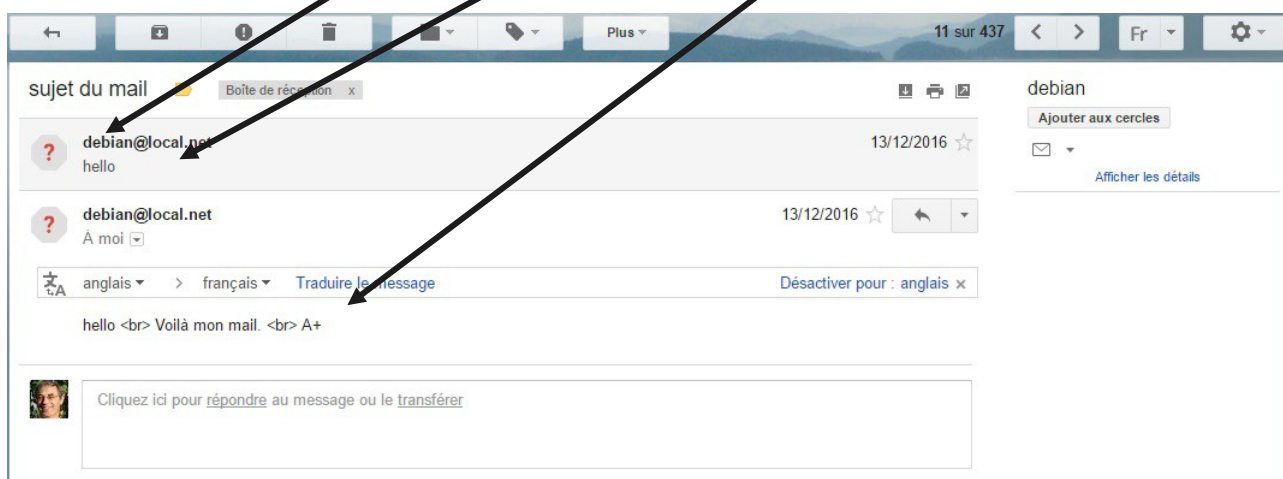 Plus
11 sur 437
Fr
sujet du mail
Boîte de réception x
debian@local.net
13/12/2016
hello
debian@local.net
13/12/2016
À moi
anglais > français Traduire le message
Désactiver pour : anglais x
hello <br> Voilà mon mail. <br> A+
Cliquez ici pour répondre au message ou le transférer
debian
Ajouter aux cercles
Afficher les détails